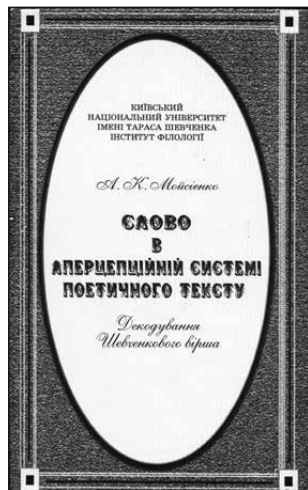 КИЇВСЬКИЙ
НАЦІОНАЛЬНИЙ УНІВЕРСИТЕТ
ІМЕНІ ТАРАСА ШЕВЧЕНКА
ІНСТИТУТ ФІЛОЛОГІЇ
А. К. Мойсієнко
СЛОВО
В
АПЕРЦЕПЦІЙНІЙ СИСТЕМІ
ПОЕТИЧНОГО ТЕКСТУ
Декодування
Шевченкового вірша